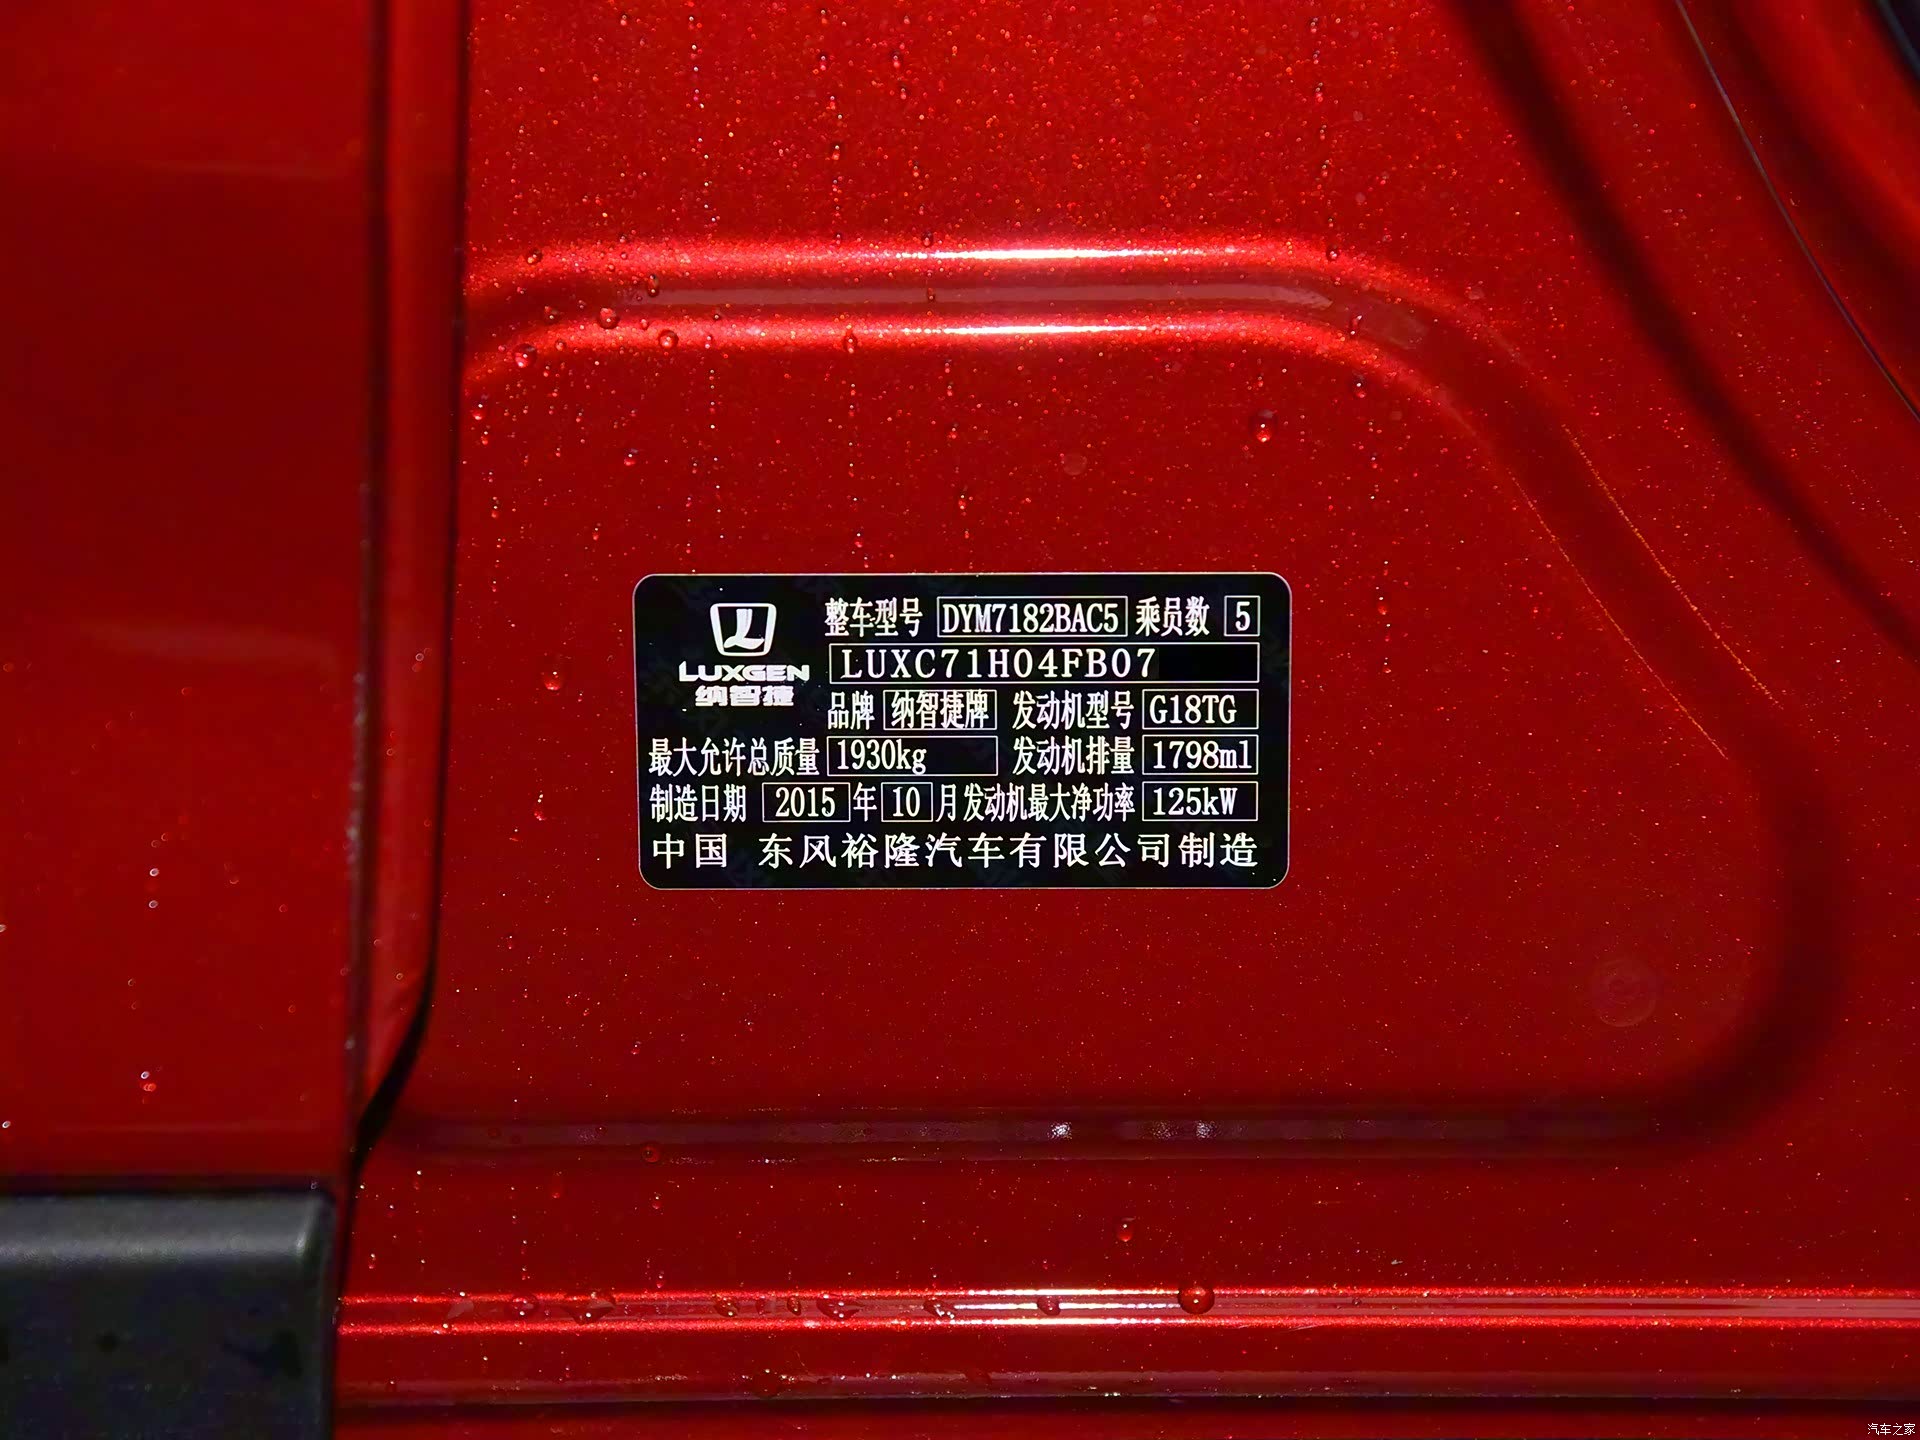 LUXGEN
纳智捷
整车型号 DYM7182BAC5 乘员数 5
LUXC71H04FB07
品牌 纳智捷牌 发动机型号 G18TG
最大允许总质量 1930kg 发动机排量 1798ml
制造日期 2015 年 10 月 发动机最大净功率 125kW
中国 东风裕隆汽车有限公司制造
汽车之家